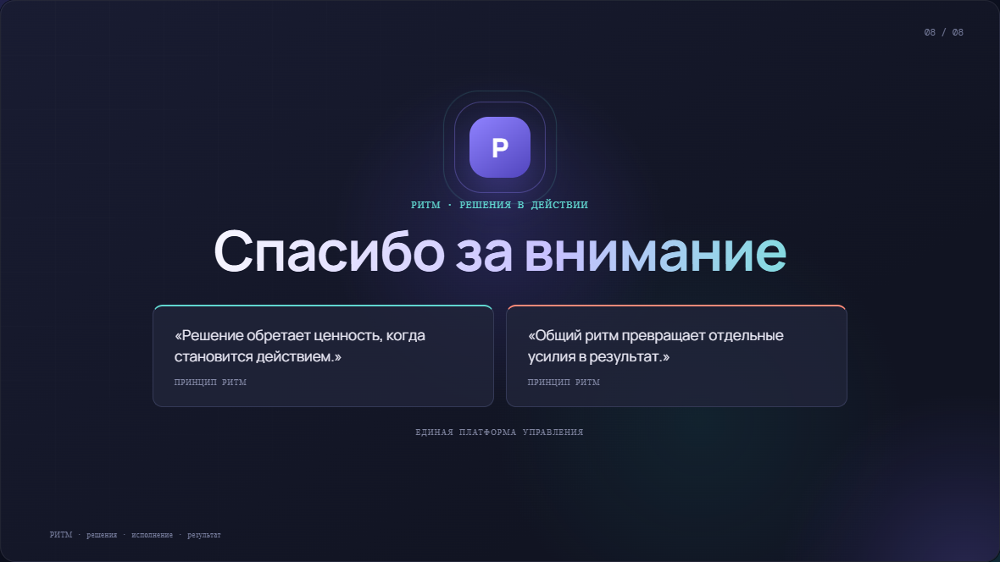 08 / 08
Р
РИТМ · РЕШЕНИЯ В ДЕЙСТВИИ
Спасибо за внимание
«Решение обретает ценность, когда
становится действием.»
ПРИНЦИП РИТМ
«Общий ритм превращает отдельные
усилия в результат.»
ПРИНЦИП РИТМ
ЕДИНАЯ ПЛАТФОРМА УПРАВЛЕНИЯ
РИТМ · решения · исполнение · результат